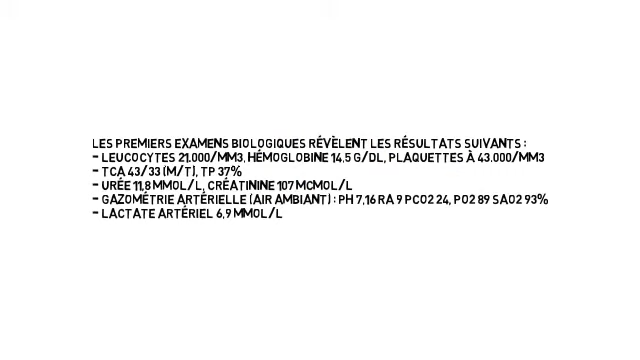 LES PREMIERS EXAMENS BIOLOGIQUES RÉVÈLENT LES RÉSULTATS SUIVANTS :
- LEUCOCYTES 21.000/MM3, HÉMOGLOBINE 14,5 G/DL, PLAQUETTES À 43.000/MM3
- TCA 43/33 (M/T), TP 37%
- URÉE 11,8 MMOL/L, CRÉATININE 107 MCMOL/L
- GAZOMÉTRIE ARTÉRIELLE (AIR AMBIANT) : PH 7,16 RA 9 PCO2 24, PO2 89 SAO2 93%
- LACTATE ARTÉRIEL 6,9 MMOL/L